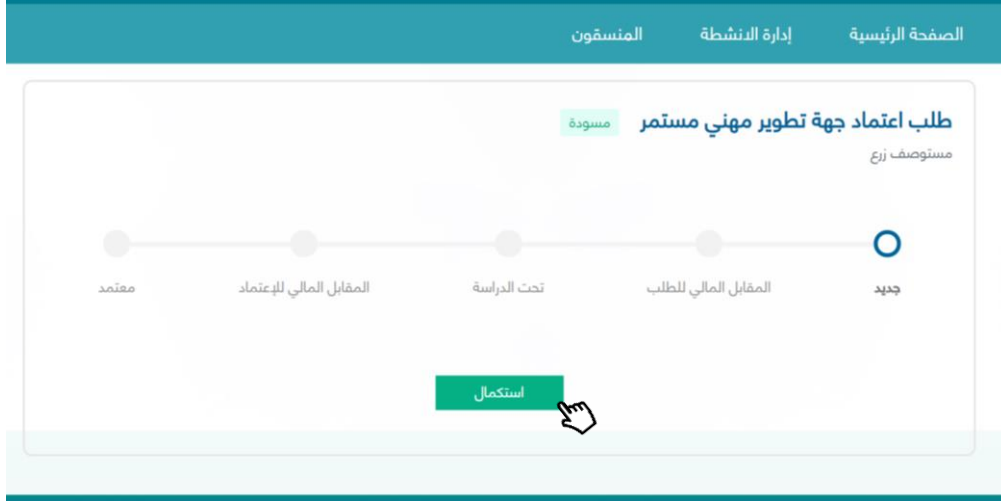 الصفحة الرئيسية إدارة الانشطة المنسقون
طلب اعتماد جهة تطوير مهني مستمر مسودة
مستوصف زرع
جديد المقابل المالي للطلب تحت الدراسة المقابل المالي للإعتماد معتمد
استكمال